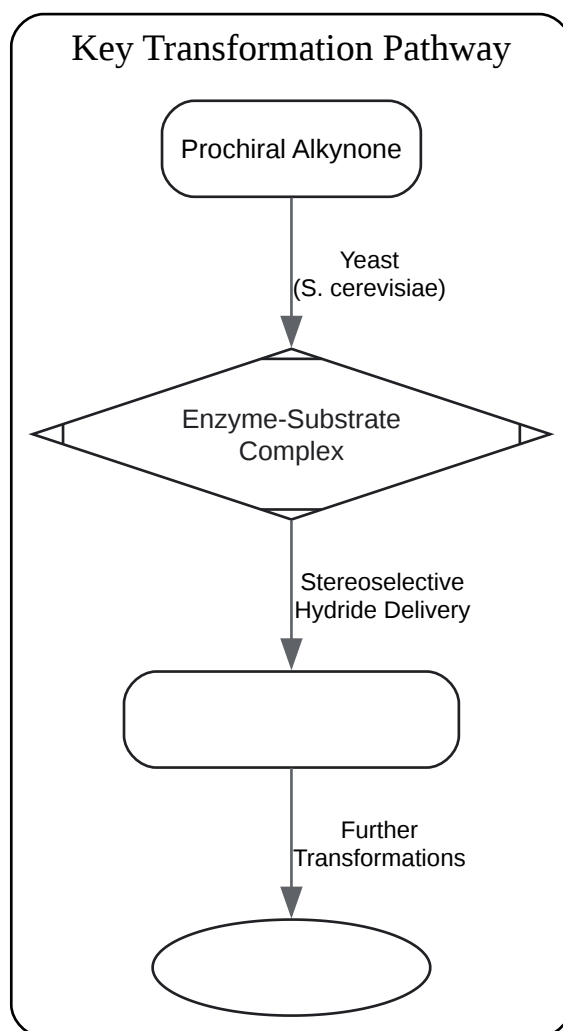 Key Transformation Pathway
Prochiral Alkynone
Yeast
(S. cerevisiae)
Enzyme-Substrate
Complex
Stereoselective
Hydride Delivery
Further
Transformations